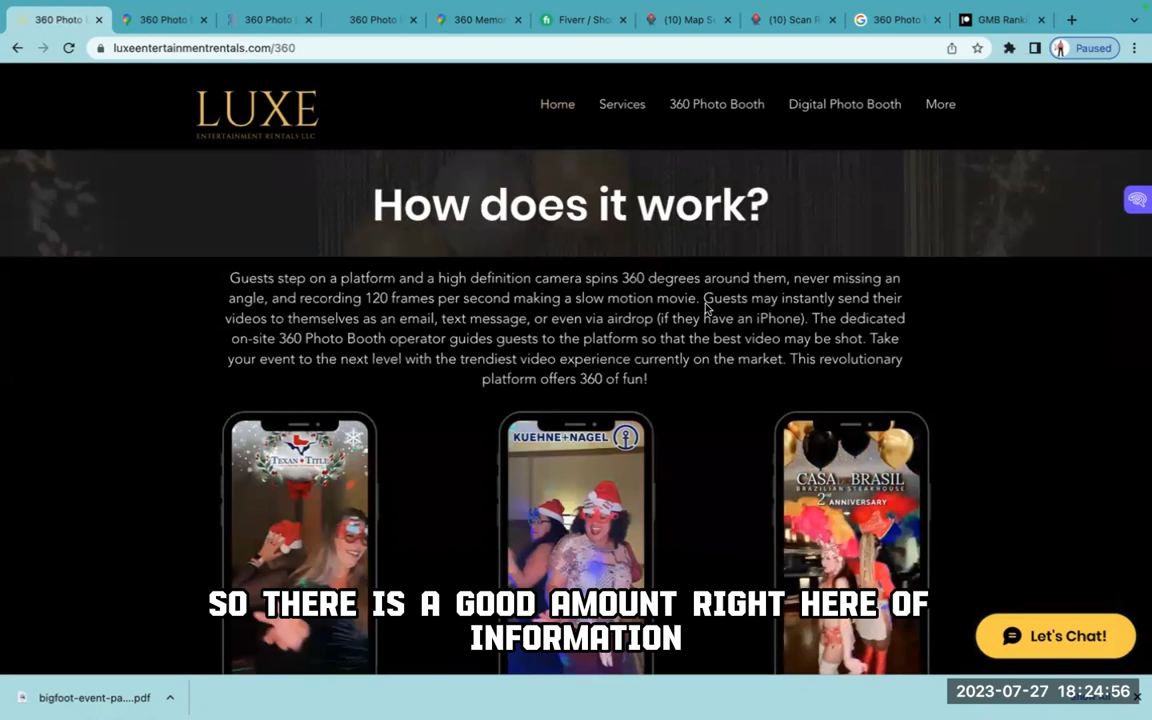 360 Photo
360 Photo
360 Photo
360 Photo
360 Memor
Fiverr / Sho
(10) Map S
(10) Scan R
360 Photo
GMB Ranki
luxeentertainmentrentals.com/360
Paused
LUXE
ENTERTAINMENT RENTALS LLC
Home
Services
360 Photo Booth
Digital Photo Booth
More
How does it work?
Guests step on a platform and a high definition camera spins 360 degrees around them, never missing an
angle, and recording 120 frames per second making a slow motion movie. Guests may instantly send their
videos to themselves as an email, text message, or even via airdrop (if they have an iPhone). The dedicated
on-site 360 Photo Booth operator guides guests to the platform so that the best video may be shot. Take
your event to the next level with the trendiest video experience currently on the market. This revolutionary
platform offers 360 of fun!
TEXAN TITLE
KUEHNE+NAGEL
CASA DO BRASIL
BRAZILIAN STEAKHOUSE
2nd ANNIVERSARY
SO THERE IS A GOOD AMOUNT RIGHT HERE OF
INFORMATION
Let's Chat!
bigfoot-event-pa....pdf
2023-07-27 18:24:56